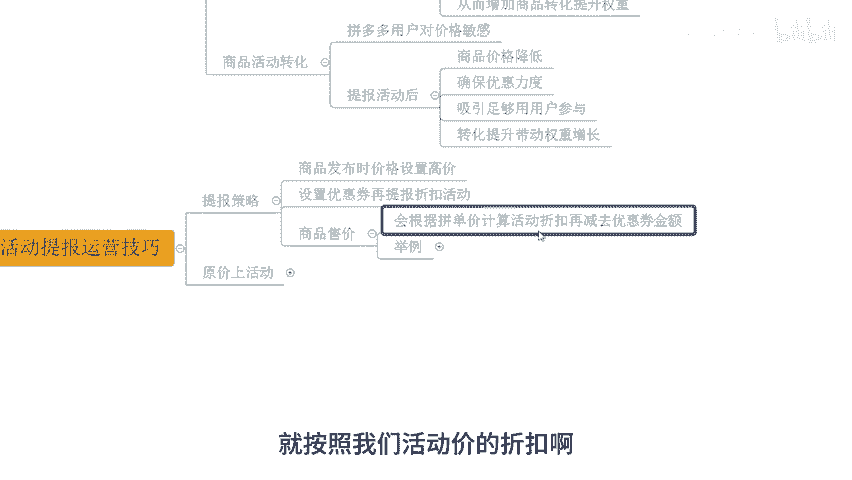 从而增加商品转化提升权重
拼多多用户对价格敏感
商品价格降低
商品活动转化
确保优惠力度
提报活动后
吸引足够用用户参与
转化提升带动权重增长
商品发布时价格设置高价
提报策略
设置优惠券再提报折扣活动
会根据拼单价计算活动折扣再减去优惠券金额
商品售价
举例
活动提报运营技巧
原价上活动
就按照我们活动价的折扣啊